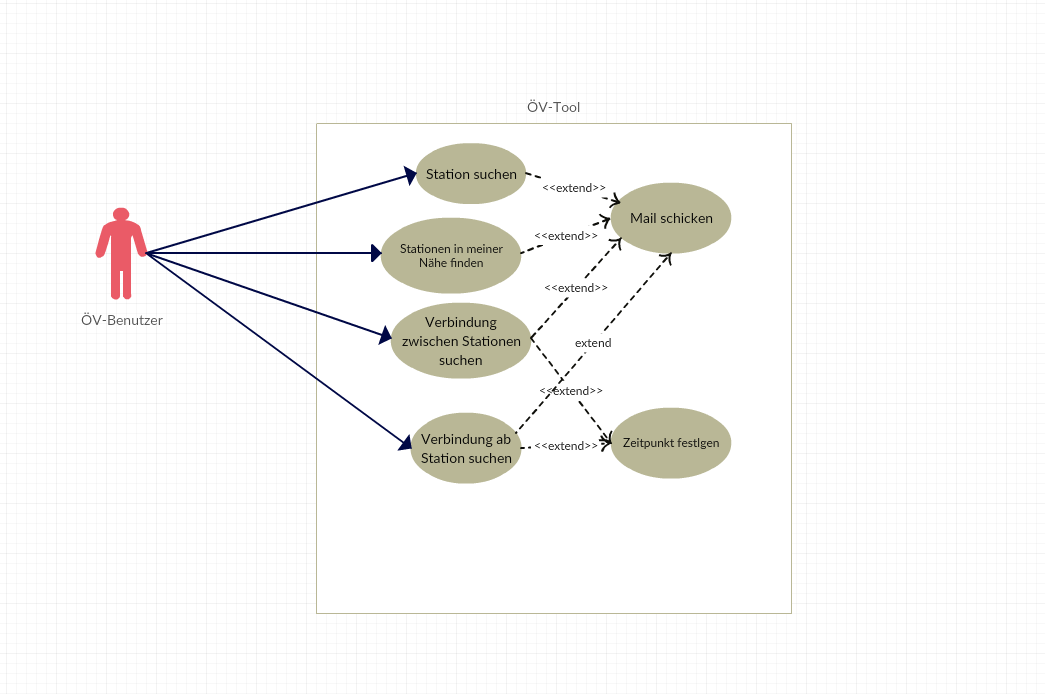 ÖV-Tool
Station suchen
<<extend>>
Mail schicken
<<extend>>
Stationen in meiner
Nähe finden
<<extend>>
ÖV-Benutzer
Verbindung
zwischen Stationen
suchen
extend
<<extend>>
Verbindung ab
Station suchen
<<extend>>
Zeitpunkt festlgen